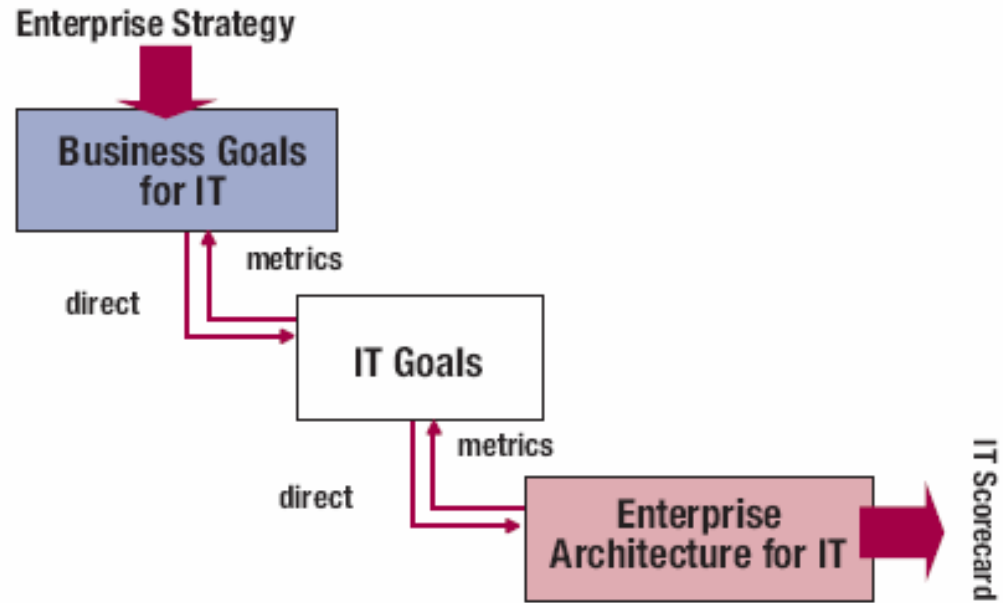 Enterprise Strategy
Business Goals
for IT
metrics
direct
IT Goals
metrics
direct
Enterprise
Architecture for IT
IT Scorecard